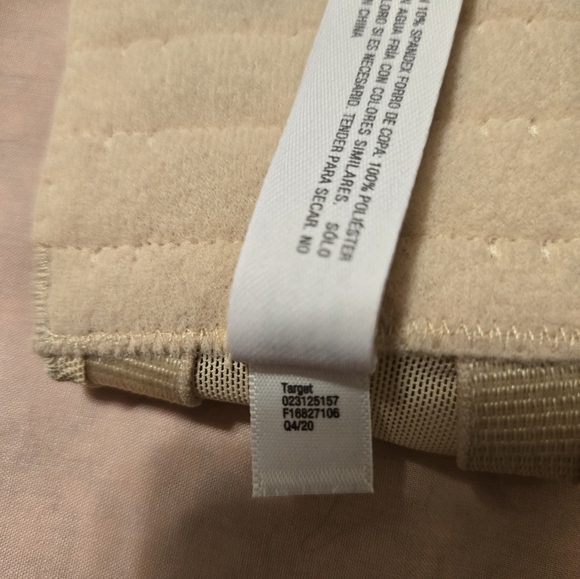 10% SPANDEX FORRO DE COPA: 100% POLIÉSTER
AGUA FRÍA CON COLORES SIMILARES. SÓLO
CLORO SI ES NECESARIO. TENDER PARA SECAR. NO
EN CHINA
Target
023125157
F16827106
Q4/20